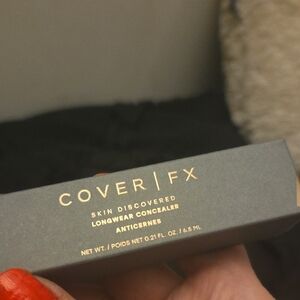 COVER | FX
SKIN DISCOVERED
LONGWEAR CONCEALER
ANTICERNES
NET WT. / POIDS NET 0.21 FL. OZ. / 6.5 ML